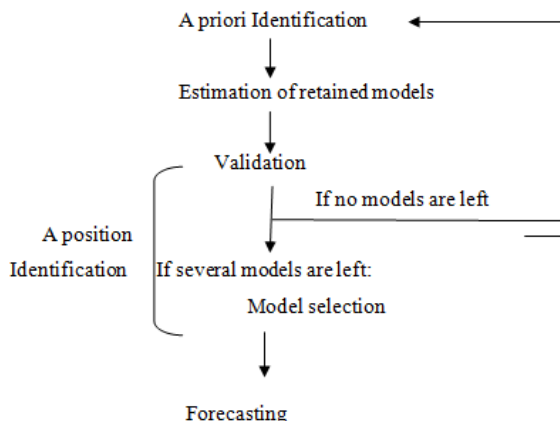 A priori Identification
Estimation of retained models
Validation
If no models are left
A position
Identification
If several models are left:
Model selection
Forecasting